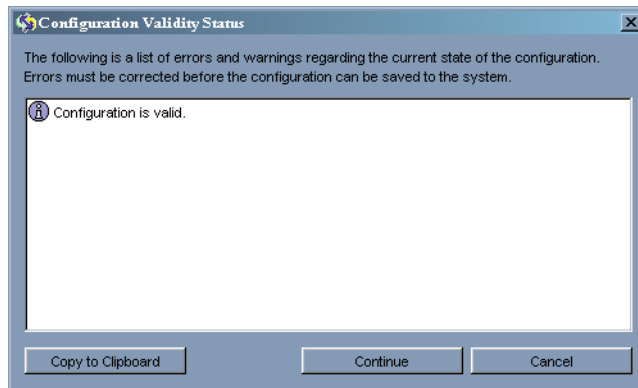 Configuration Validity Status
The following is a list of errors and warnings regarding the current state of the configuration.
Errors must be corrected before the configuration can be saved to the system.
Configuration is valid.
Copy to Clipboard
Continue
Cancel